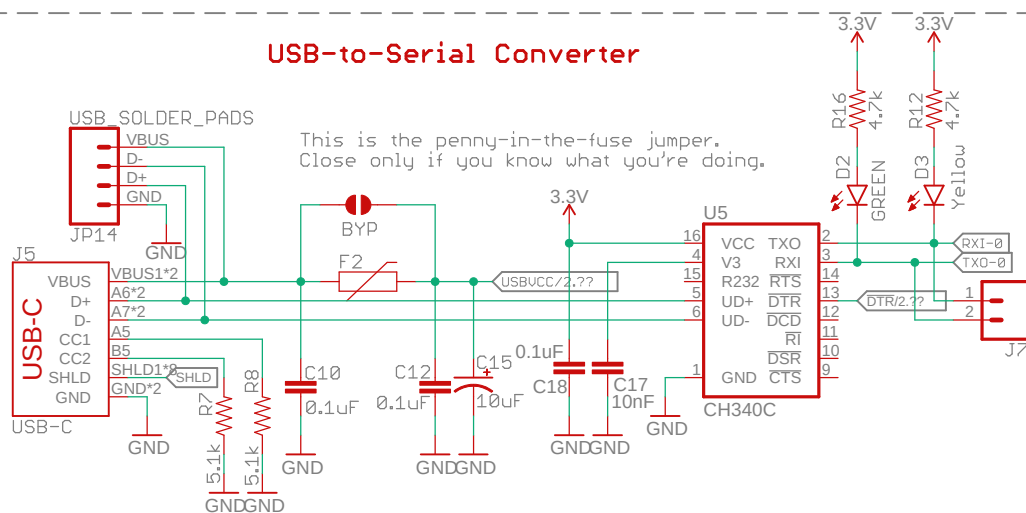 USB-to-Serial Converter
3.3V
3.3V
R16
4.7k
R12
4.7k
D2
GREEN
D3
Yellow
USB_SOLDER_PADS
VBUS
D-
D+
GND
JP14
GND
This is the penny-in-the-fuse jumper.
Close only if you know what you're doing.
BYP
F2
USBVCC/2.??
J5
USB-C
VBUS
D+
D-
CC1
CC2
SHLD
GND
VBUS1*2
A6*2
A7*2
A5
B5
SHLD1*8
GND*2
SHLD
USB-C
GND
R7
5.1k
GND
R8
5.1k
GND
C10
0.1uF
GND
C12
0.1uF
GND
C15
+
10uF
GND
3.3V
0.1uF
C18
GND
C17
10nF
GND
U5
16
4
15
5
6
1
VCC
V3
R232
UD+
UD-
GND
TXO
RXI
RTS
DTR
DCD
RI
DSR
CTS
2
3
14
13
12
11
10
9
CH340C
GND
RXI-0
TXO-0
DTR/2.??
1
2
J7